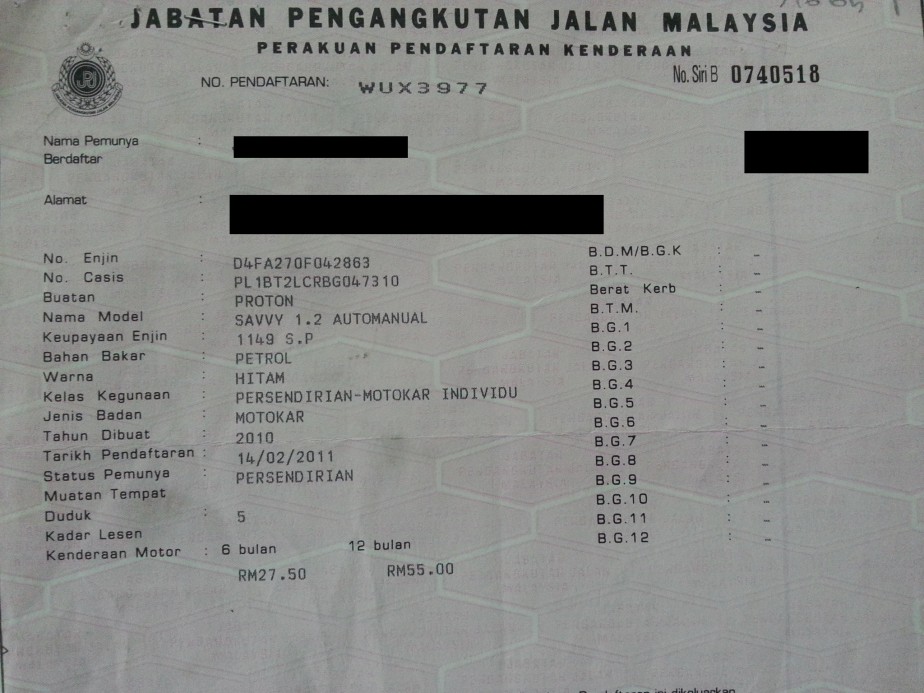 JABATAN PENGANGKUTAN JALAN MALAYSIA
PERAKUAN PENDAFTARAN KENDERAAN
NO. PENDAFTARAN: WUX3977
No. Siri B 0740518
Nama Pemunya :
Berdaftar
Alamat :
No. Enjin : D4FA270F042863
No. Casis : PL1BT2LCRBG047310
Buatan : PROTON
Nama Model : SAVVY 1.2 AUTOMANUAL
Keupayaan Enjin : 1149 S.P
Bahan Bakar : PETROL
Warna : HITAM
Kelas Kegunaan : PERSENDIRIAN-MOTOKAR INDIVIDU
Jenis Badan : MOTOKAR
Tahun Dibuat : 2010
Tarikh Pendaftaran : 14/02/2011
Status Pemunya : PERSENDIRIAN
Muatan Tempat
Duduk : 5
Kadar Lesen
Kenderaan Motor : 6 bulan 12 bulan
RM27.50 RM55.00
B.D.M/B.G.K : -
B.T.T. : -
Berat Kerb : -
B.T.M. : -
B.G.1 : -
B.G.2 : -
B.G.3 : -
B.G.4 : -
B.G.5 : -
B.G.6 : -
B.G.7 : -
B.G.8 : -
B.G.9 : -
B.G.10 : -
B.G.11 : -
B.G.12 : -